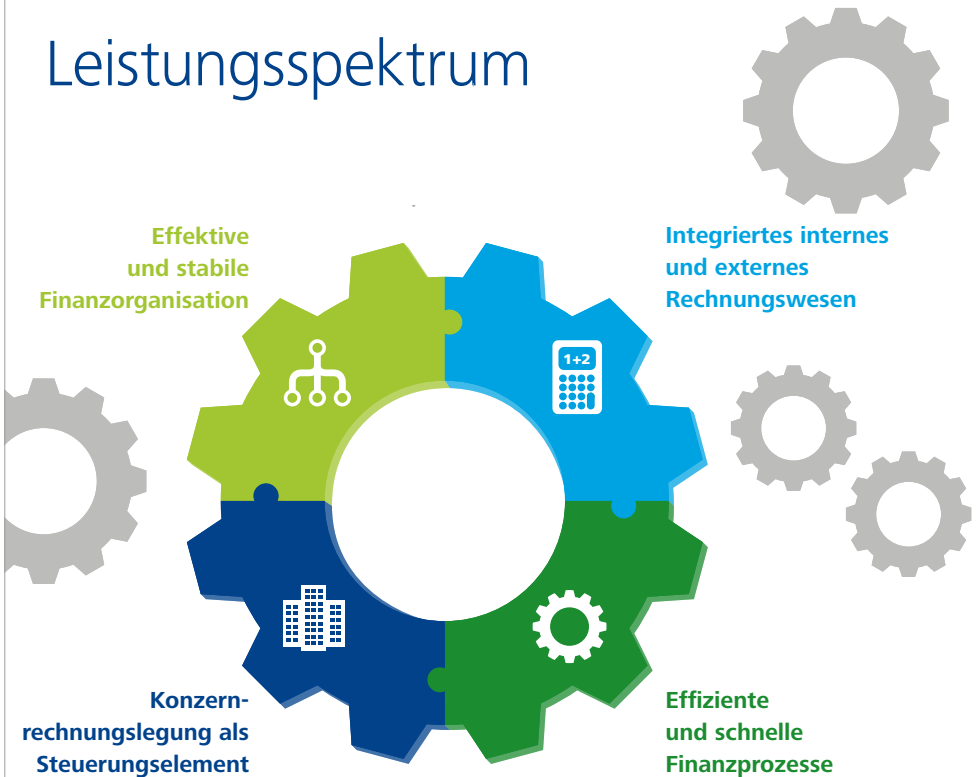 Leistungsspektrum
Effektive
und stabile
Finanzorganisation
Integriertes internes
und externes
Rechnungswesen
1+2
Konzern-
rechnungslegung als
Steuerungselement
Effiziente
und schnelle
Finanzprozesse